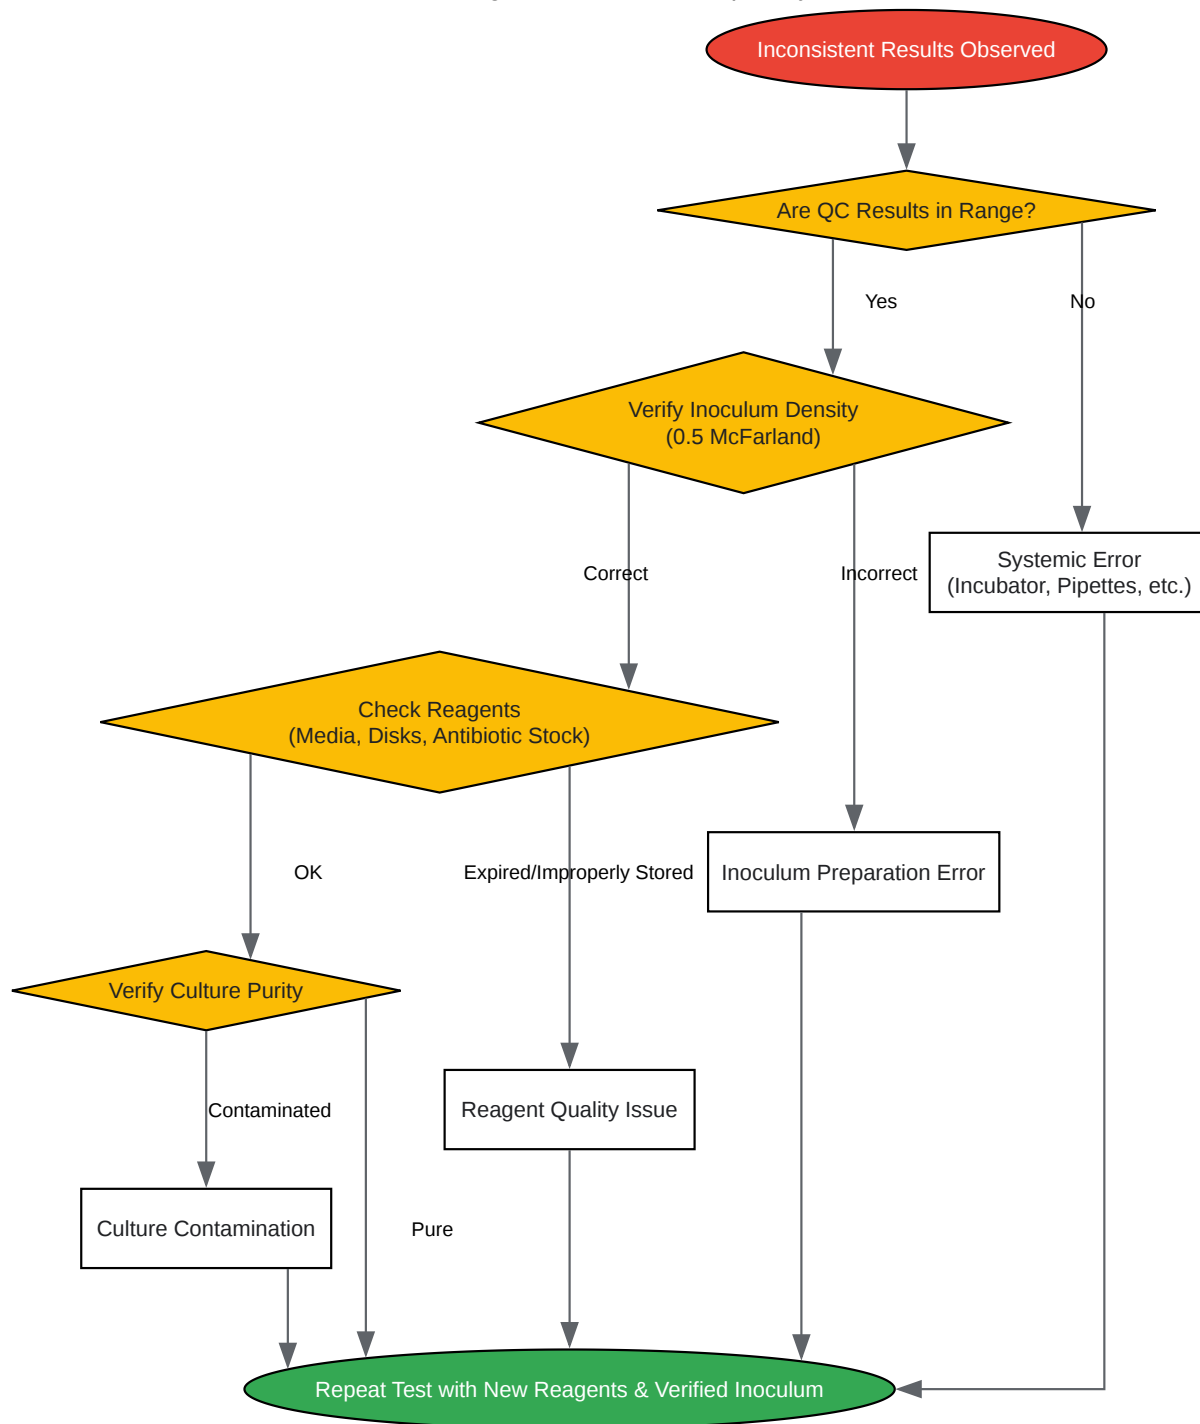 Inconsistent Results Observed
Are QC Results in Range?
Yes
No
Verify Inoculum Density
(0.5 McFarland)
Systemic Error
(Incubator, Pipettes, etc.)
Correct
Incorrect
Check Reagents
(Media, Disks, Antibiotic Stock)
OK
Expired/Improperly Stored
Inoculum Preparation Error
Verify Culture Purity
Contaminated
Reagent Quality Issue
Culture Contamination
Pure
Repeat Test with New Reagents & Verified Inoculum